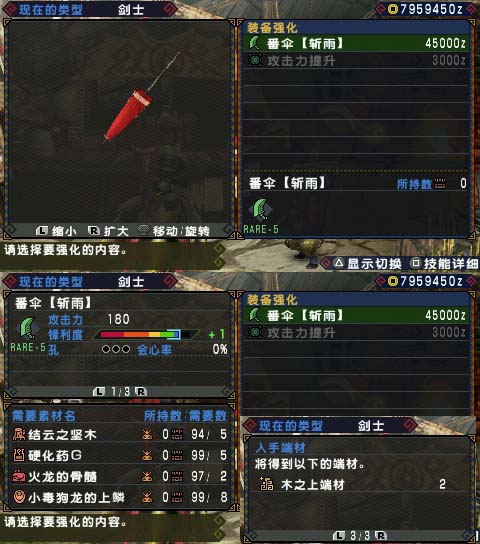 现在的类型 剑士
7959450z
装备强化
番伞【斩雨】 45000z
攻击力提升 3000z
番伞【斩雨】 所持数 0
RARE-5
L缩小 R扩大 移动/旋转
请选择要强化的内容。
△显示切换 □技能详细
现在的类型 剑士
7959450z
番伞【斩雨】
攻击力 180
锋利度 +1
RARE-5
孔 ○○○ 会心率 0%
L 1/3 R
装备强化
番伞【斩雨】 45000z
攻击力提升 3000z
需要素材名 所持数/需要数
结云之坚木 0 94/ 5
硬化药G 0 99/ 5
火龙的骨髓 0 97/ 2
小毒狗龙的上鳞 0 99/ 8
请选择要强化的内容。
现在的类型 剑士
入手端材
将得到以下的端材。
木之上端材 2
L 3/3 R